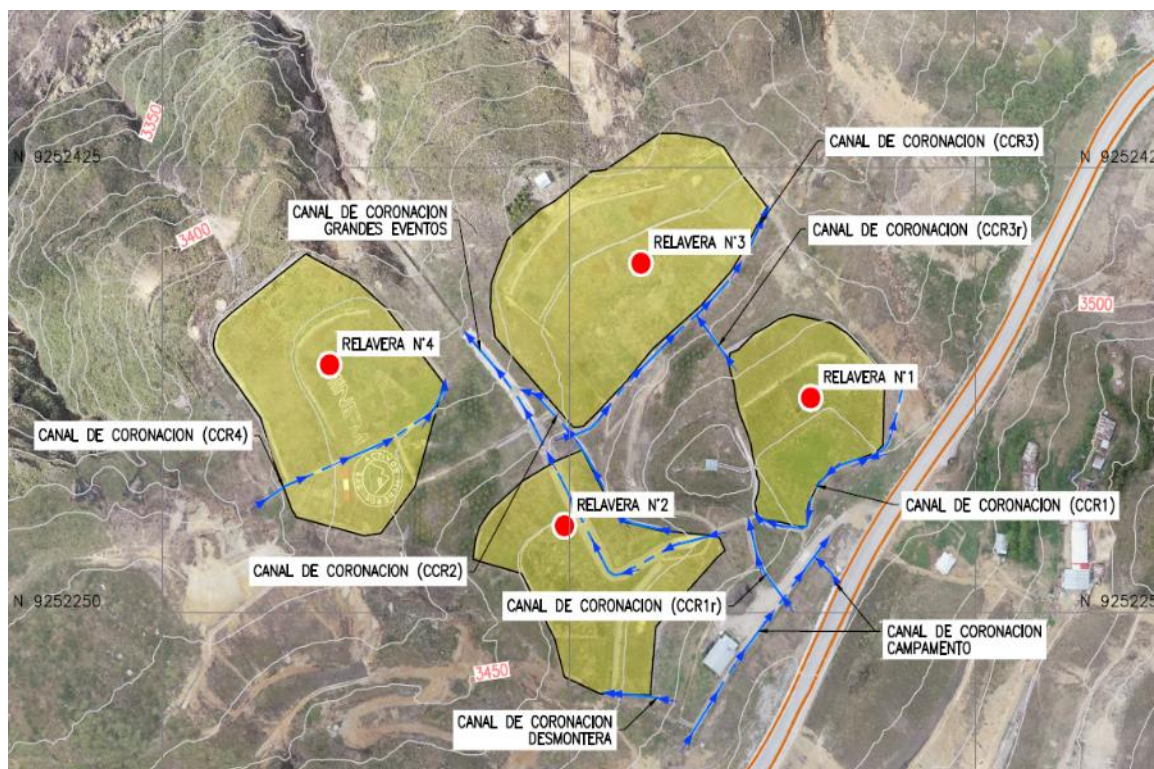 3350
N 9252425
N 925242
CANAL DE CORONACION (CCR3)
3400
CANAL DE CORONACION
GRANDES EVENTOS
CANAL DE CORONACION (CCR3r)
RELAVERA N°3
3500
RELAVERA N°4
RELAVERA N°1
CANAL DE CORONACION (CCR4)
RELAVERA N°2
CANAL DE CORONACION (CCR1)
CANAL DE CORONACION (CCR2)
N 9252250
CANAL DE CORONACION (CCR1r)
N 925225
CANAL DE CORONACION
CAMPAMENTO
3450
CANAL DE CORONACION
DESMONTERA